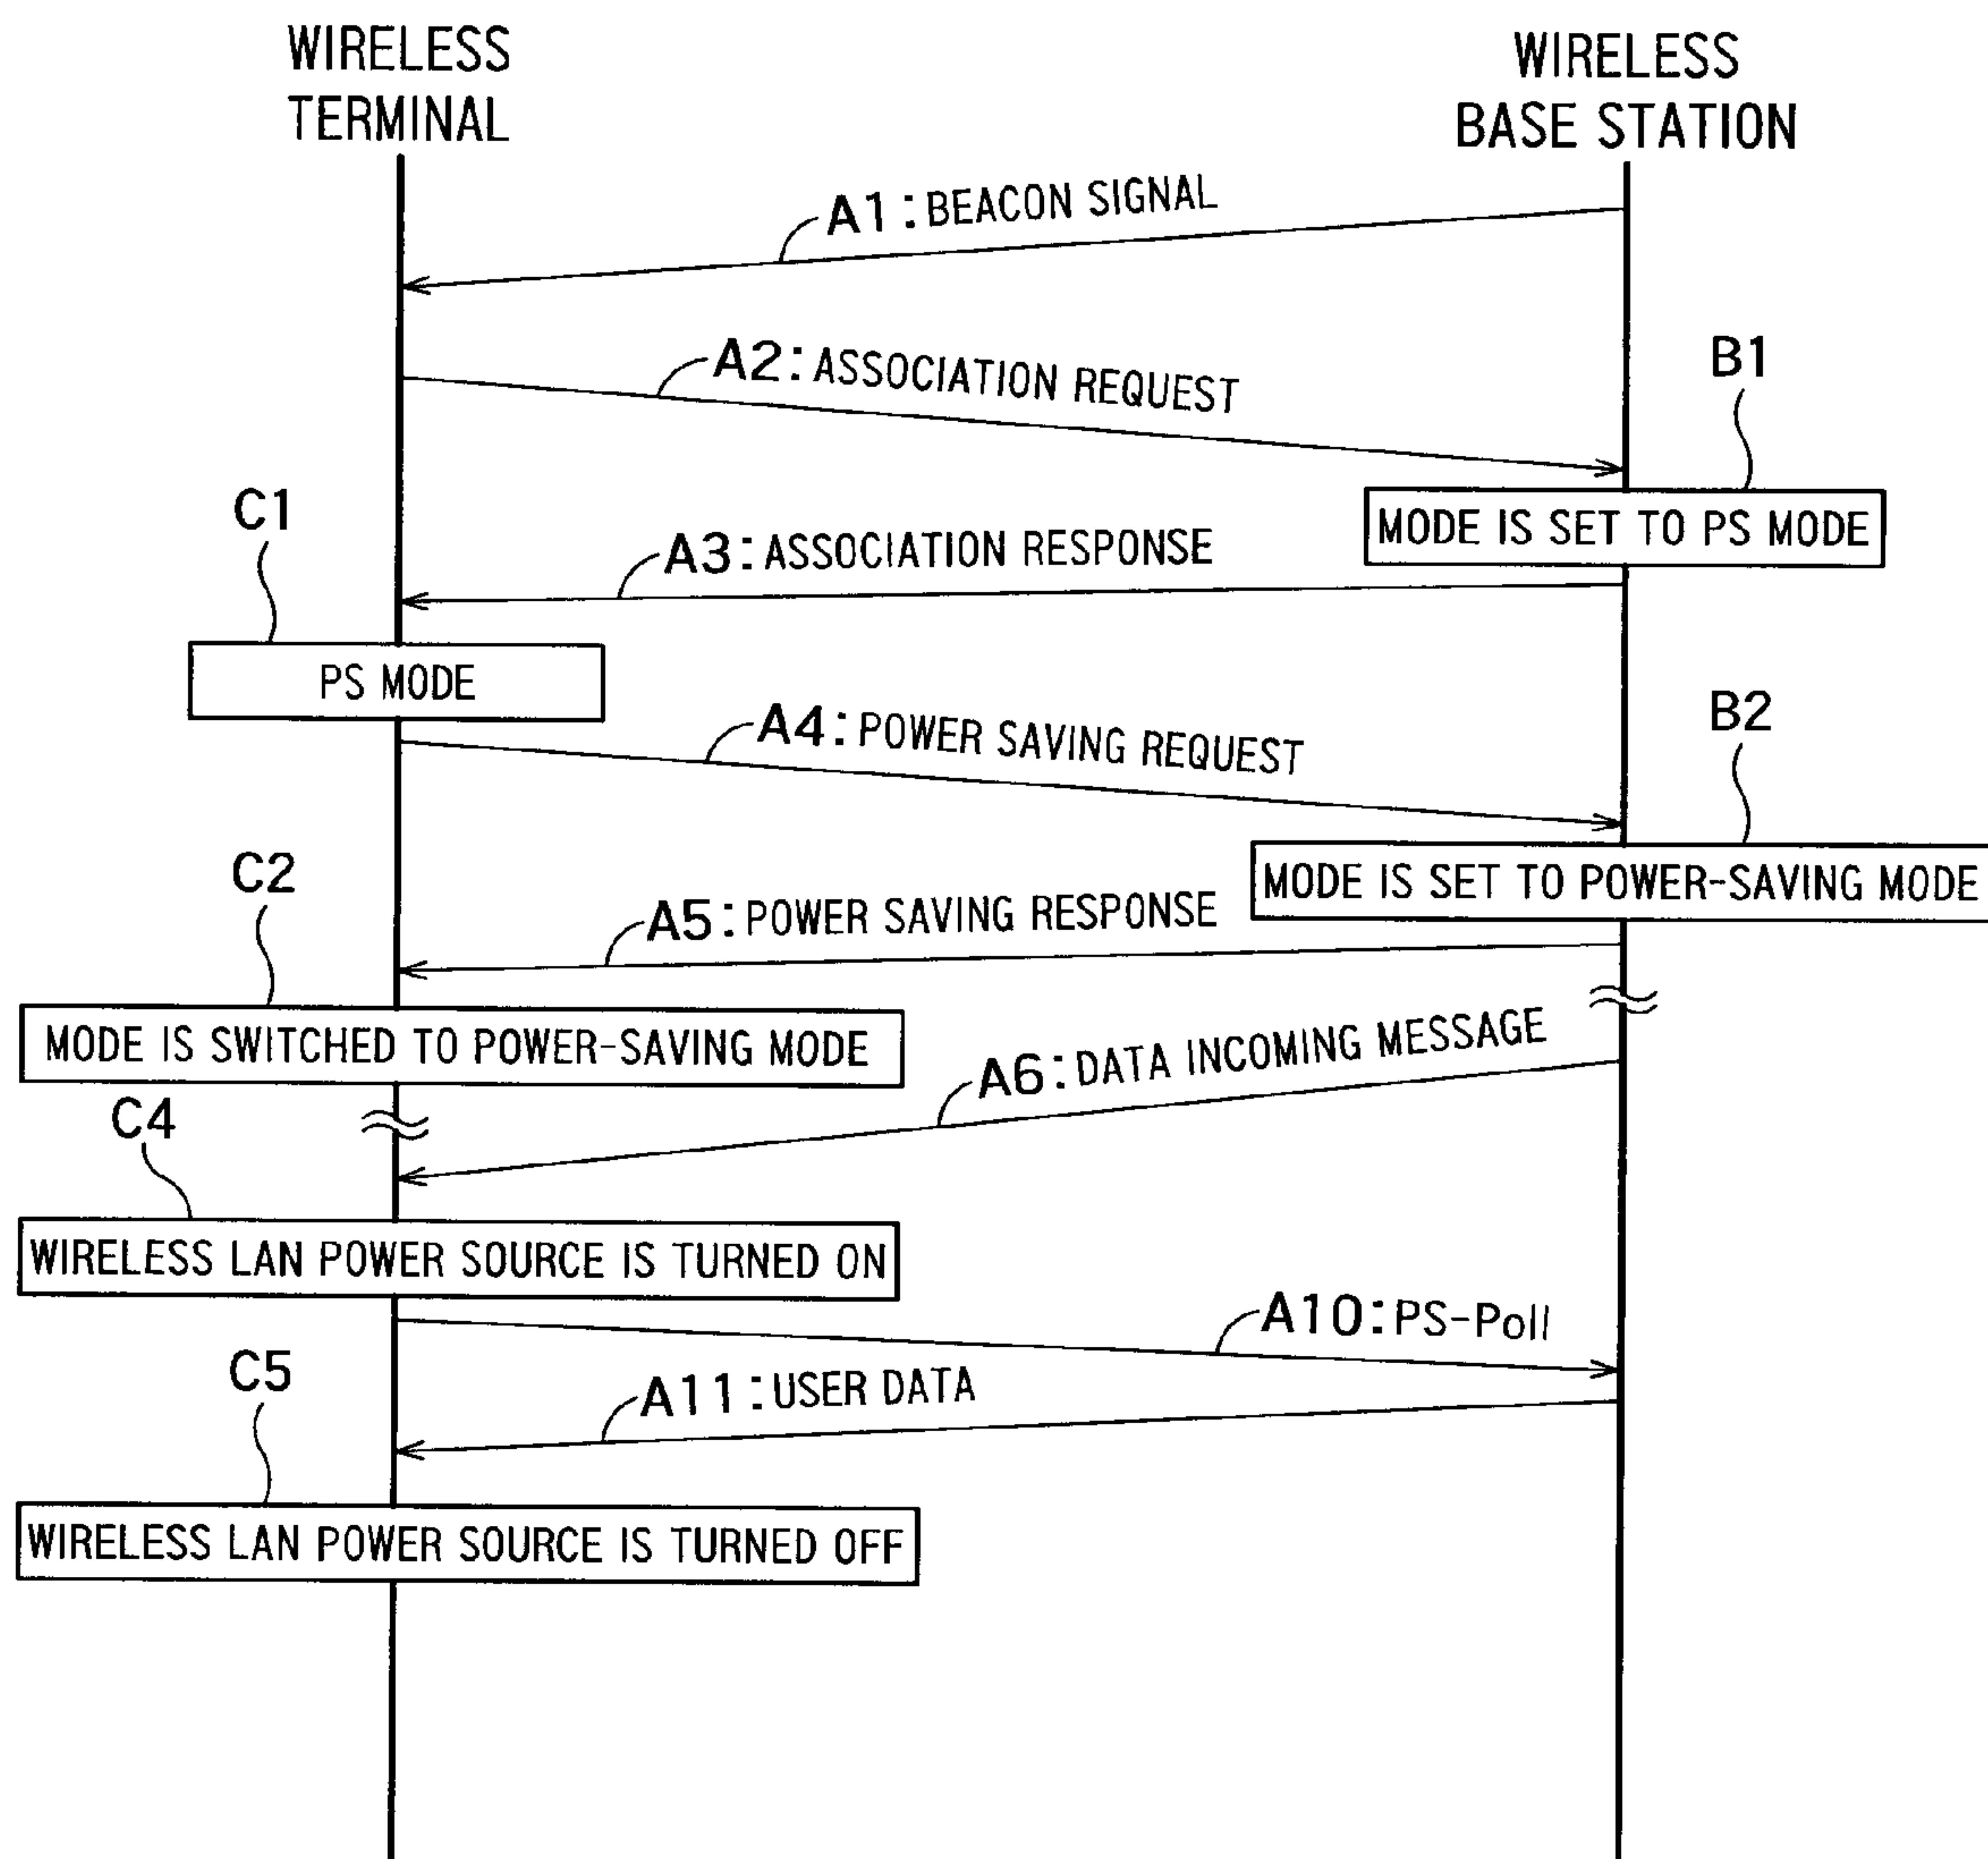 WIRELESS
TERMINAL
WIRELESS
BASE STATION
A1: BEACON SIGNAL
A2: ASSOCIATION REQUEST
B1
MODE IS SET TO PS MODE
C1
A3: ASSOCIATION RESPONSE
PS MODE
A4: POWER SAVING REQUEST
B2
MODE IS SET TO POWER-SAVING MODE
C2
A5: POWER SAVING RESPONSE
MODE IS SWITCHED TO POWER-SAVING MODE
A6: DATA INCOMING MESSAGE
C4
WIRELESS LAN POWER SOURCE IS TURNED ON
A10: PS-Poll
C5
A11: USER DATA
WIRELESS LAN POWER SOURCE IS TURNED OFF